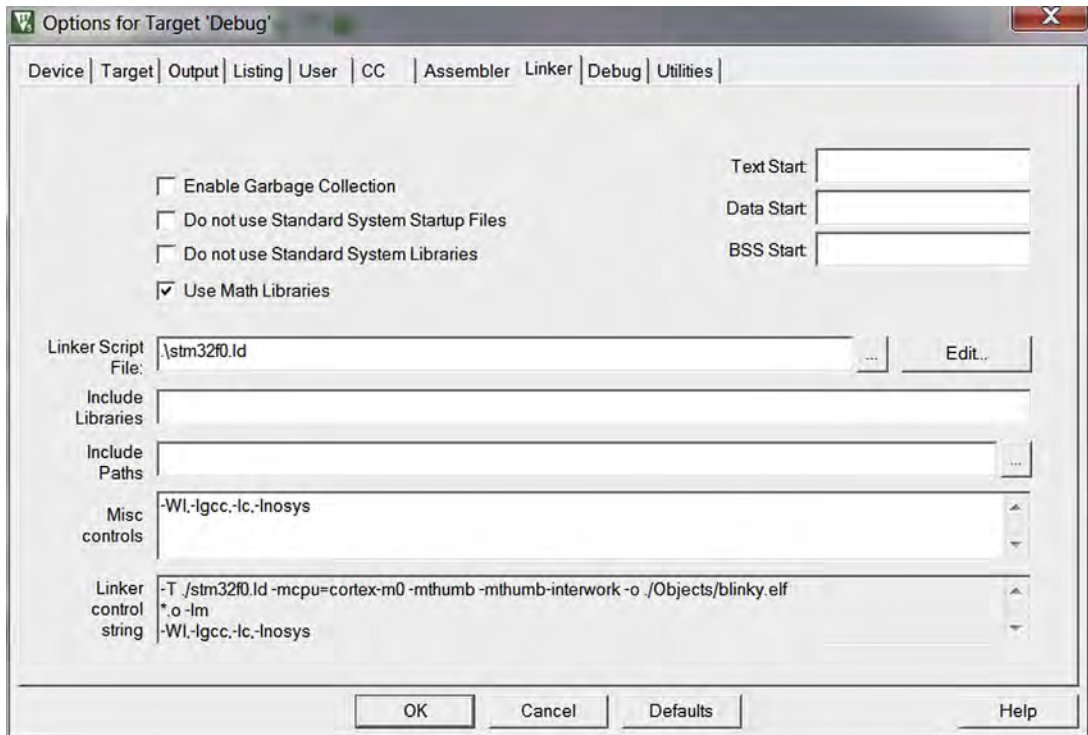 Options for Target 'Debug'
Device Target Output Listing User CC Assembler Linker Debug Utilities
Enable Garbage Collection
Do not use Standard System Startup Files
Do not use Standard System Libraries
Use Math Libraries
Text Start:
Data Start:
BSS Start:
Linker Script
File:
.\stm32f0.ld
...
Edit...
Include
Libraries
Include
Paths
...
Misc
controls
-Wl,-lgcc,-lc,-lnosys
Linker
control
string
-T ./stm32f0.ld -mcpu=cortex-m0 -mthumb -mthumb-interwork -o ./Objects/blinky.elf
*.o -lm
-Wl,-lgcc,-lc,-lnosys
OK Cancel Defaults Help